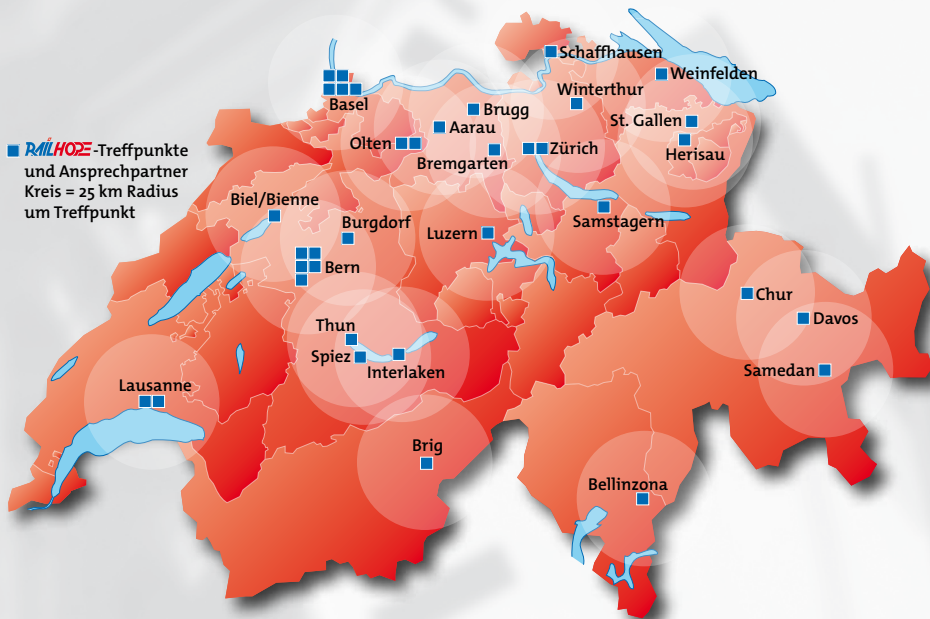 Schaffhausen
Weinfelden
Winterthur
Basel
Brugg
St. Gallen
Aarau
Olten
Bremgarten
Zürich
Herisau
RAILHOPE-Treffpunkte
und Ansprechpartner
Kreis = 25 km Radius
um Treffpunkt
Biel/Bienne
Burgdorf
Luzern
Samstagern
Bern
Chur
Davos
Thun
Spiez
Interlaken
Samedan
Lausanne
Brig
Bellinzona